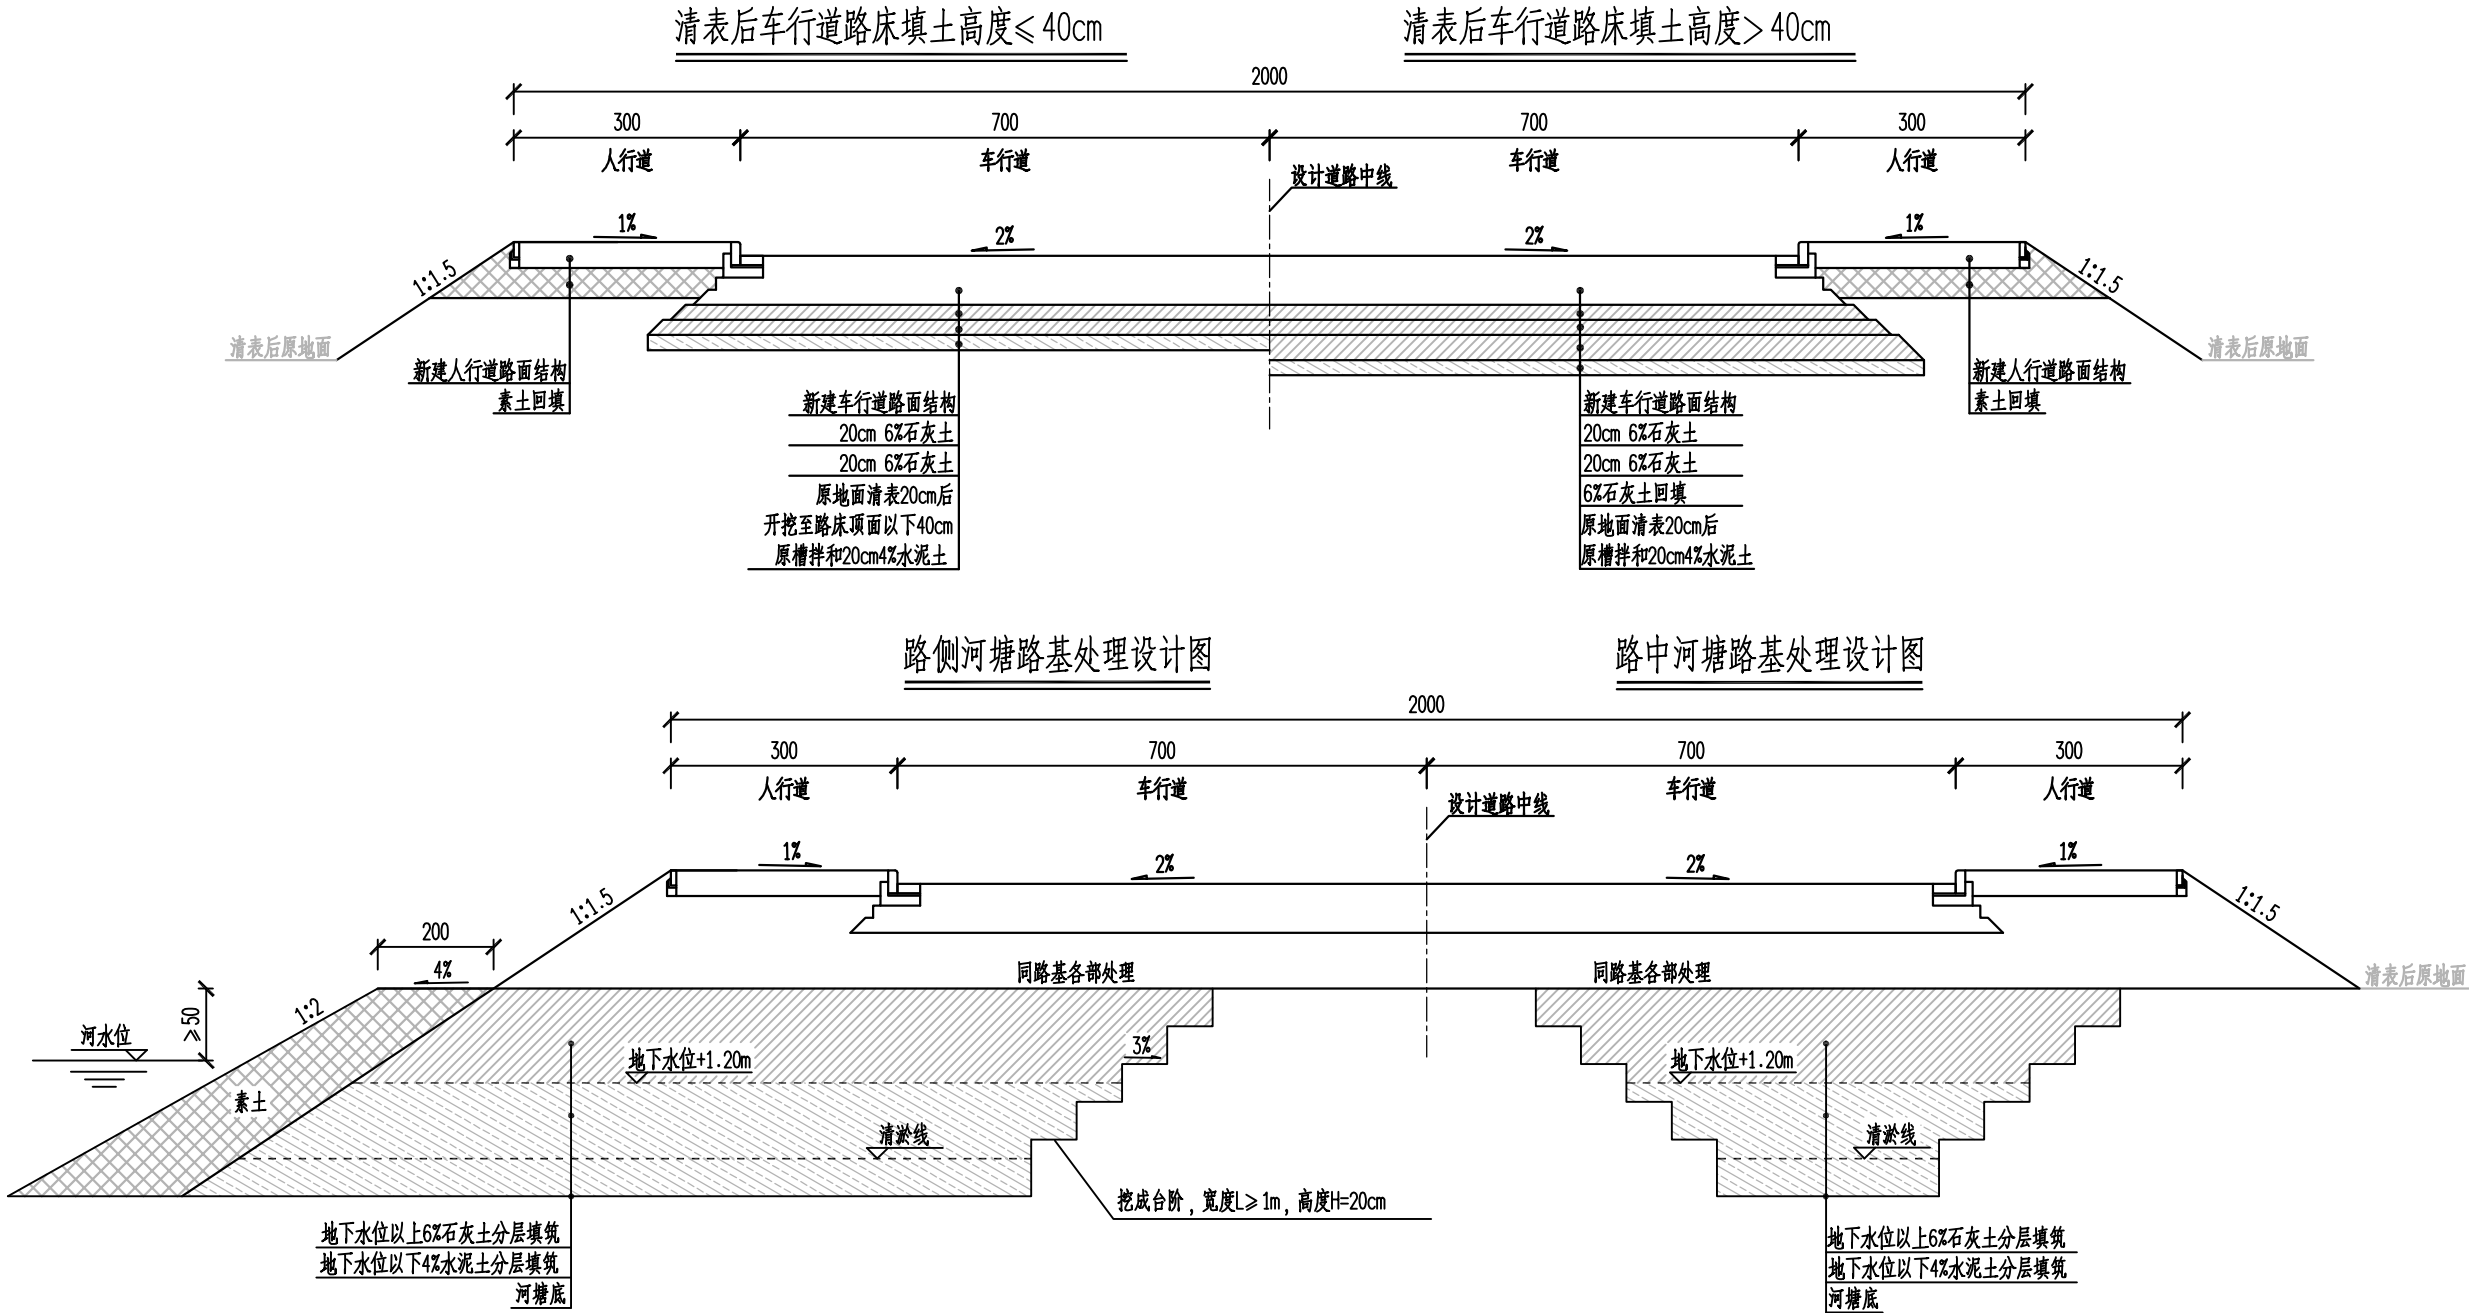 清表后车行道路床填土高度≤40cm
清表后车行道路床填土高度>40cm
2000
300
700
700
300
人行道
车行道
车行道
人行道
设计道路中线
1%
2%
2%
1%
1:1.5
1:1.5
清表后原地面
清表后原地面
新建人行道路面结构
素土回填
新建车行道路面结构
20cm 6%石灰土
20cm 6%石灰土
原地面清表20cm后
开挖至路床顶面以下40cm
原槽拌和20cm4%水泥土
新建车行道路面结构
20cm 6%石灰土
20cm 6%石灰土
6%石灰土回填
原地面清表20cm后
原槽拌和20cm4%水泥土
新建人行道路面结构
素土回填
路侧河塘路基处理设计图
路中河塘路基处理设计图
2000
300
700
700
300
人行道
车行道
车行道
人行道
设计道路中线
1%
2%
2%
1%
1:1.5
1:1.5
200
4%
同路基各部处理
同路基各部处理
清表后原地面
1:2
≥50
河水位
地下水位+1.20m
3%
地下水位+1.20m
素土
清淤线
清淤线
挖成台阶，宽度L≥1m，高度H=20cm
地下水位以上6%石灰土分层填筑
地下水位以下4%水泥土分层填筑
河塘底
地下水位以上6%石灰土分层填筑
地下水位以下4%水泥土分层填筑
河塘底